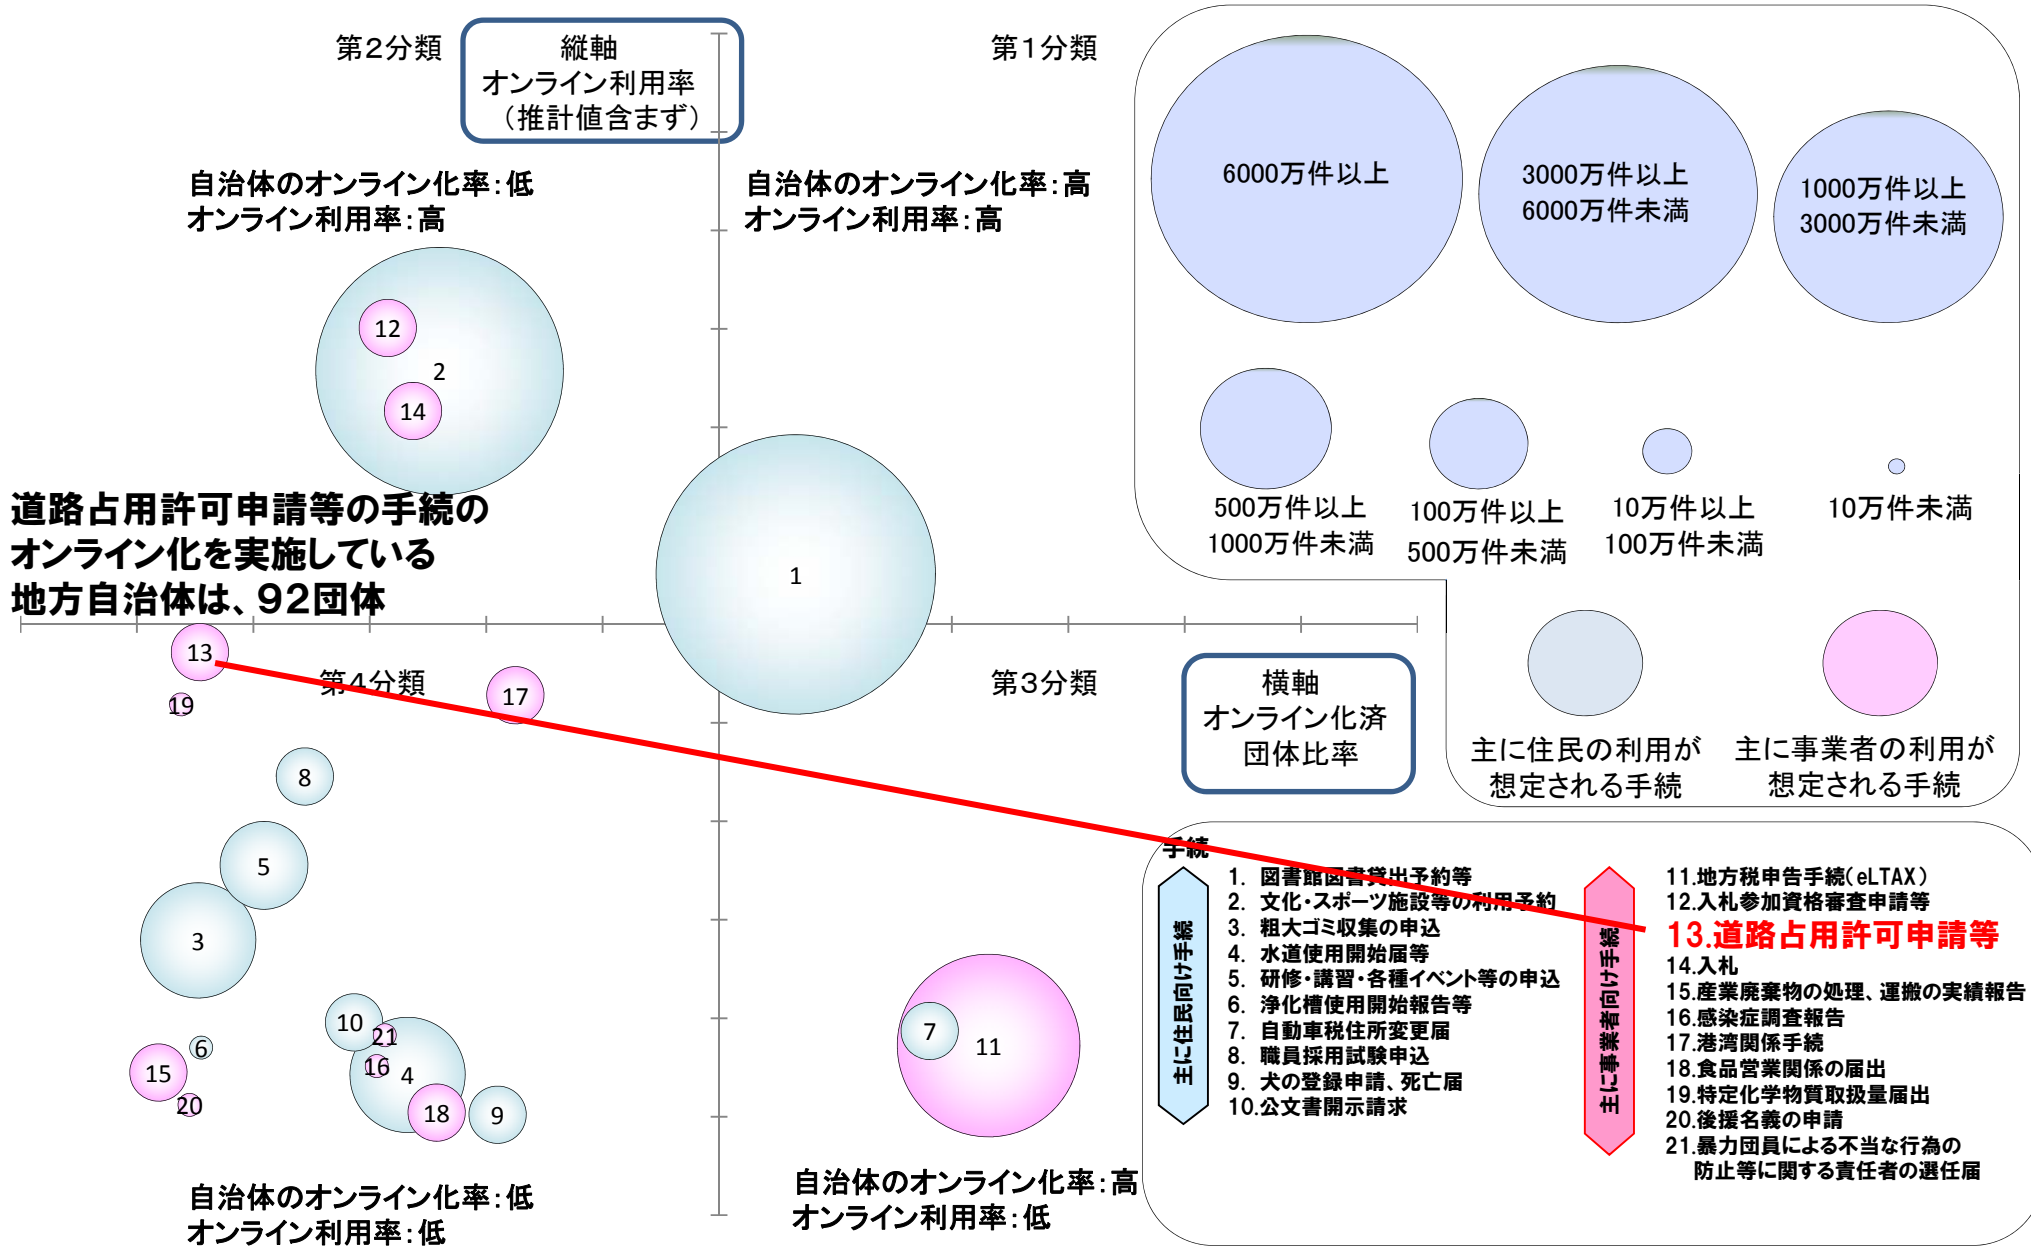 第2分類
縦軸
オンライン利用率
（推計値含まず）
第1分類
自治体のオンライン化率：低
オンライン利用率：高
自治体のオンライン化率：高
オンライン利用率：高
6000万件以上
3000万件以上
6000万件未満
1000万件以上
3000万件未満
12
2
14
500万件以上
1000万件未満
100万件以上
500万件未満
10万件以上
100万件未満
10万件未満
道路占用許可申請等の手続の
オンライン化を実施している
地方自治体は、92団体
1
13
第4分類
19
17
第3分類
横軸
オンライン化済
団体比率
主に住民の利用が
想定される手続
主に事業者の利用が
想定される手続
8
5
3
10
21
6
16
4
15
20
18
9
7
11
自治体のオンライン化率：低
オンライン利用率：低
自治体のオンライン化率：高
オンライン利用率：低
手続
主に住民向け手続
1. 図書館図書貸出予約等
2. 文化・スポーツ施設等の利用予約
3. 粗大ゴミ収集の申込
4. 水道使用開始届等
5. 研修・講習・各種イベント等の申込
6. 浄化槽使用開始報告等
7. 自動車税住所変更届
8. 職員採用試験申込
9. 犬の登録申請、死亡届
10.公文書開示請求
主に事業者向け手続
11.地方税申告手続（eLTAX）
12.入札参加資格審査申請等
13.道路占用許可申請等
14.入札
15.産業廃棄物の処理、運搬の実績報告
16.感染症調査報告
17.港湾関係手続
18.食品営業関係の届出
19.特定化学物質取扱量届出
20.後援名義の申請
21.暴力団員による不当な行為の
防止等に関する責任者の選任届